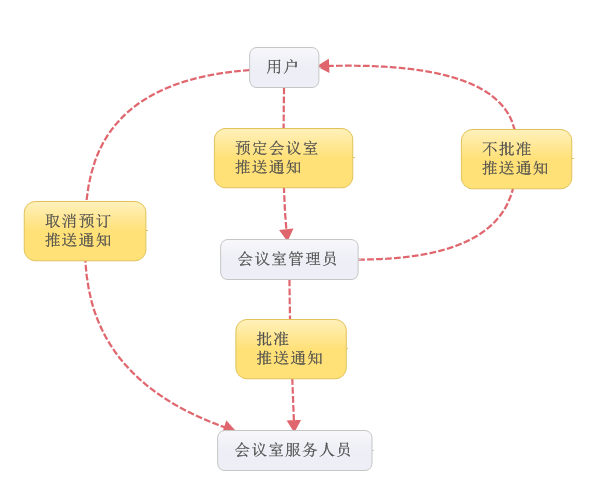 用户
预定会议室
推送通知
不批准
推送通知
取消预订
推送通知
会议室管理员
批准
推送通知
会议室服务人员